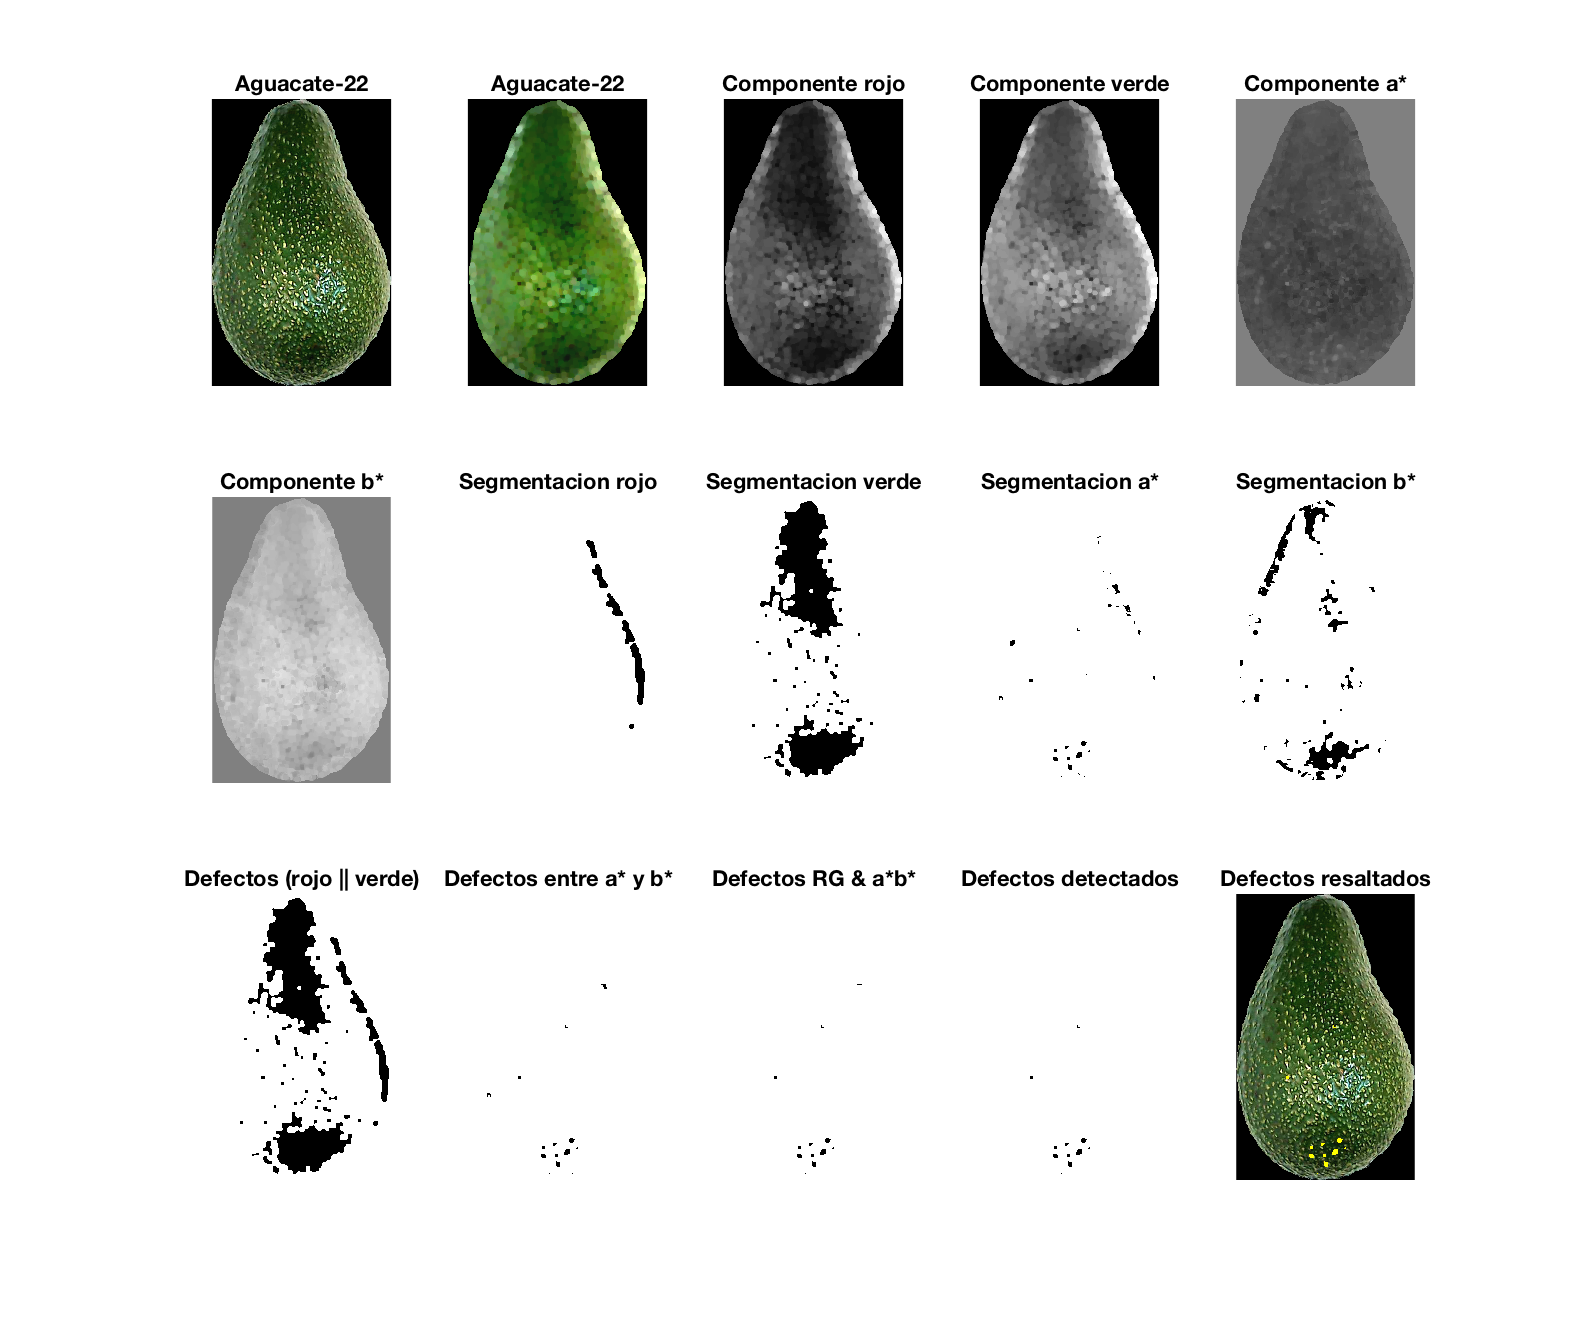 Aguacate-22
Aguacate-22
Componente rojo
Componente verde
Componente a*
Componente b*
Segmentacion rojo
Segmentacion verde
Segmentacion a*
Segmentacion b*
Defectos (rojo || verde)
Defectos entre a* y b*
Defectos RG & a*b*
Defectos detectados
Defectos resaltados